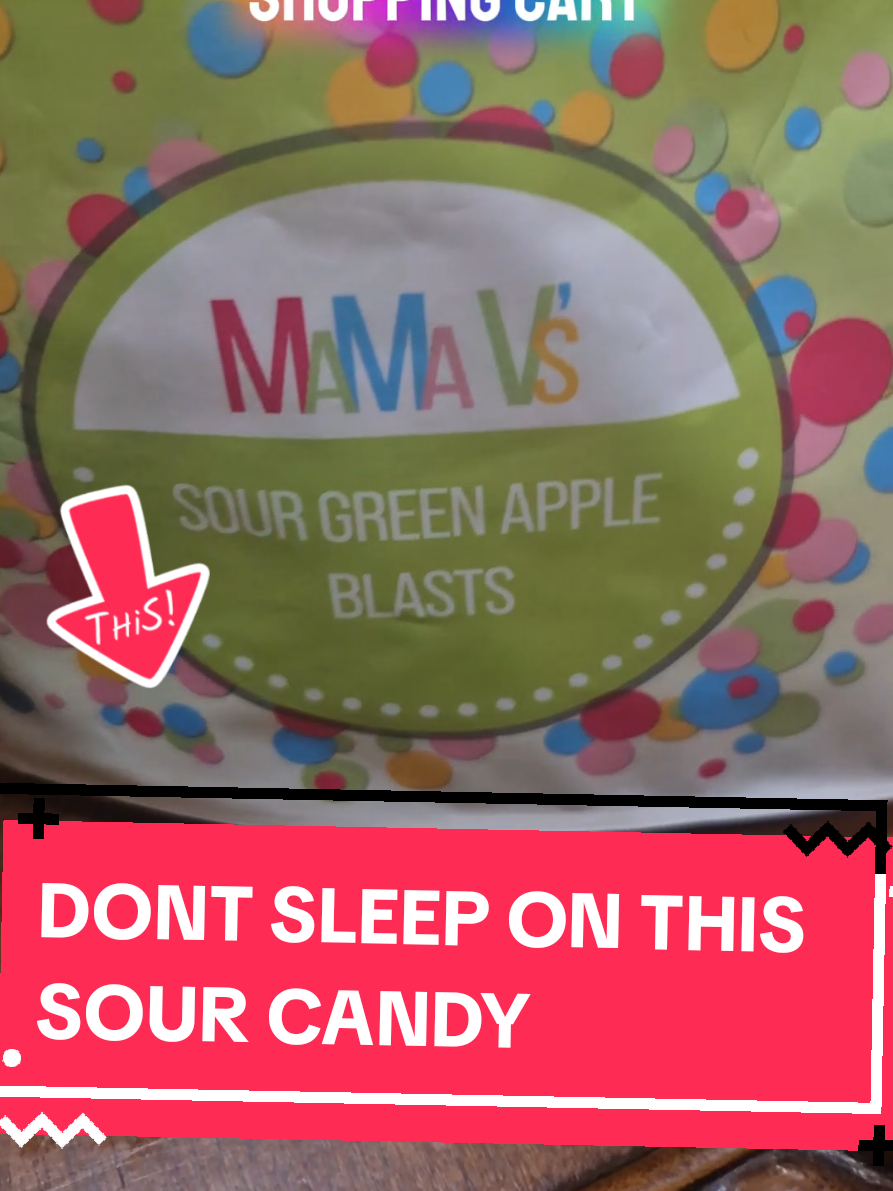 SHOPPING CART
MAMA V'S
SOUR GREEN APPLE
BLASTS
THIS!
DONT SLEEP ON THIS
SOUR CANDY